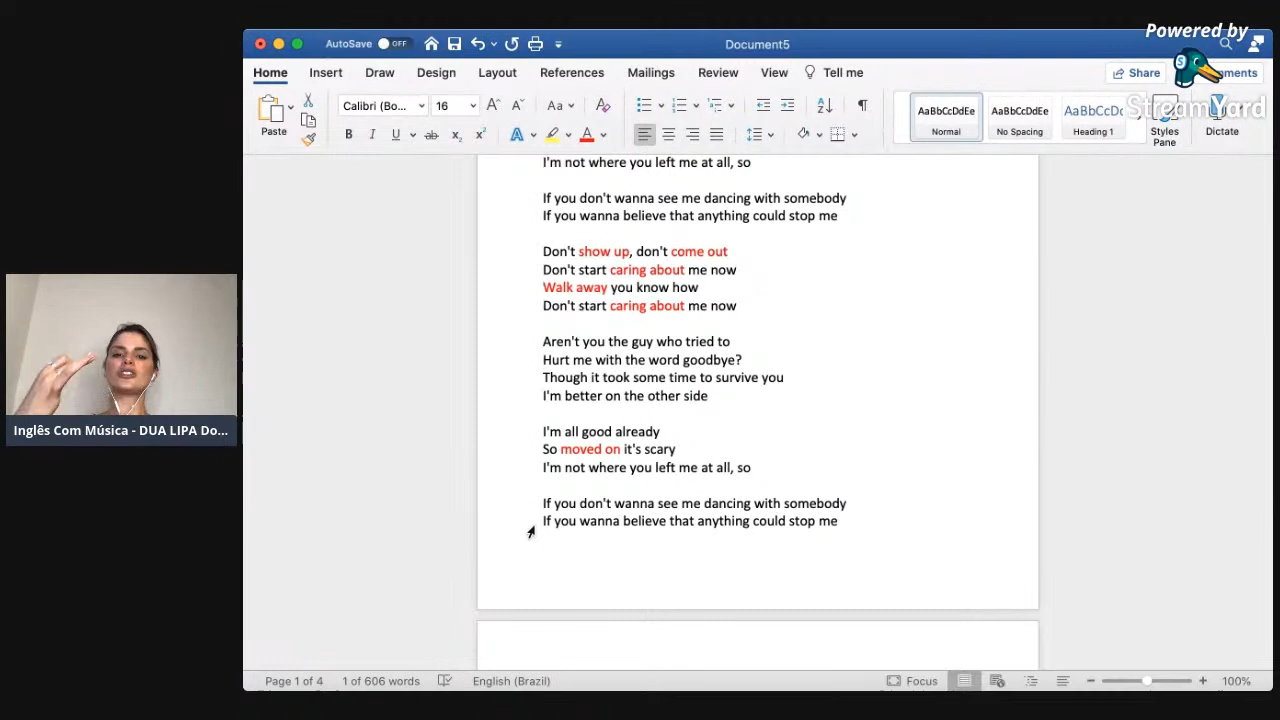 Powered by
StreamYard
AutoSave OFF
Document5
Home Insert Draw Design Layout References Mailings Review View Tell me
Share
mments
Paste
Calibri (Bo... 16
AaBbCcDdEe AaBbCcDdEe AaBbCcDc
Normal No Spacing Heading 1
Styles Pane
Dictate
I'm not where you left me at all, so
If you don't wanna see me dancing with somebody
If you wanna believe that anything could stop me
Don't show up, don't come out
Don't start caring about me now
Walk away you know how
Don't start caring about me now
Aren't you the guy who tried to
Hurt me with the word goodbye?
Though it took some time to survive you
I'm better on the other side
I'm all good already
So moved on it's scary
I'm not where you left me at all, so
If you don't wanna see me dancing with somebody
If you wanna believe that anything could stop me
Inglês Com Música - DUA LIPA Do...
Page 1 of 4 1 of 606 words English (Brazil) Focus 100%